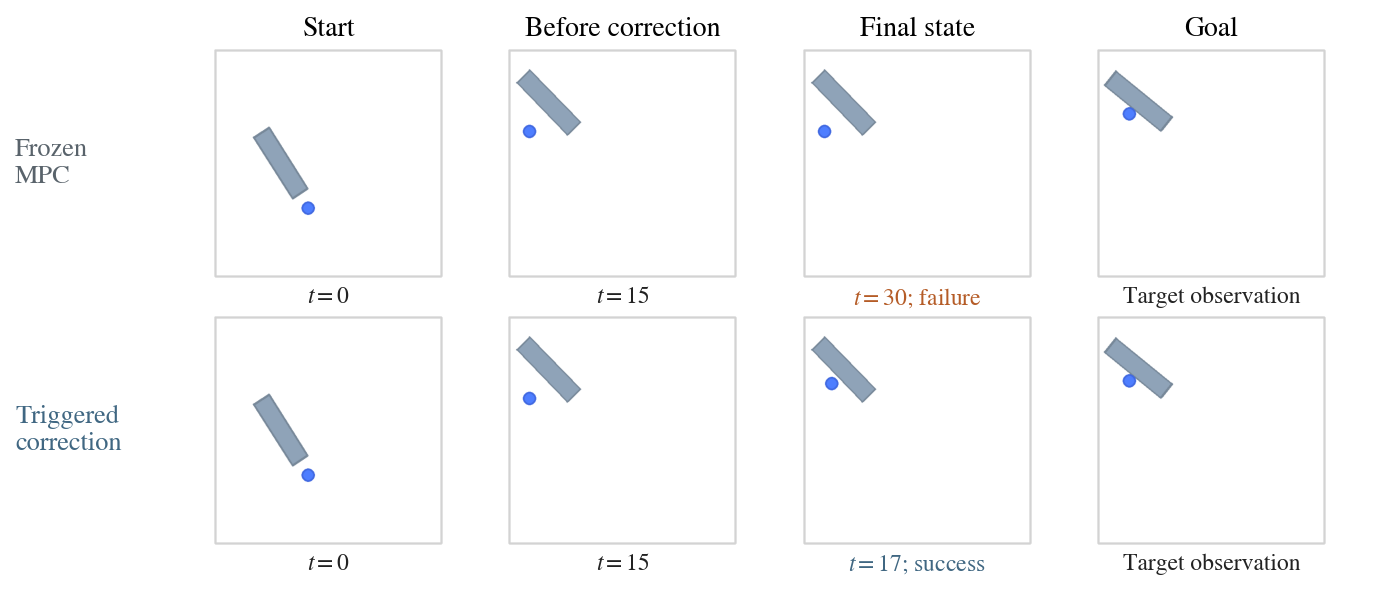 Start
Before correction
Final state
Goal
Frozen
MPC
t = 0
t = 15
t = 30; failure
Target observation
Triggered
correction
t = 0
t = 15
t = 17; success
Target observation